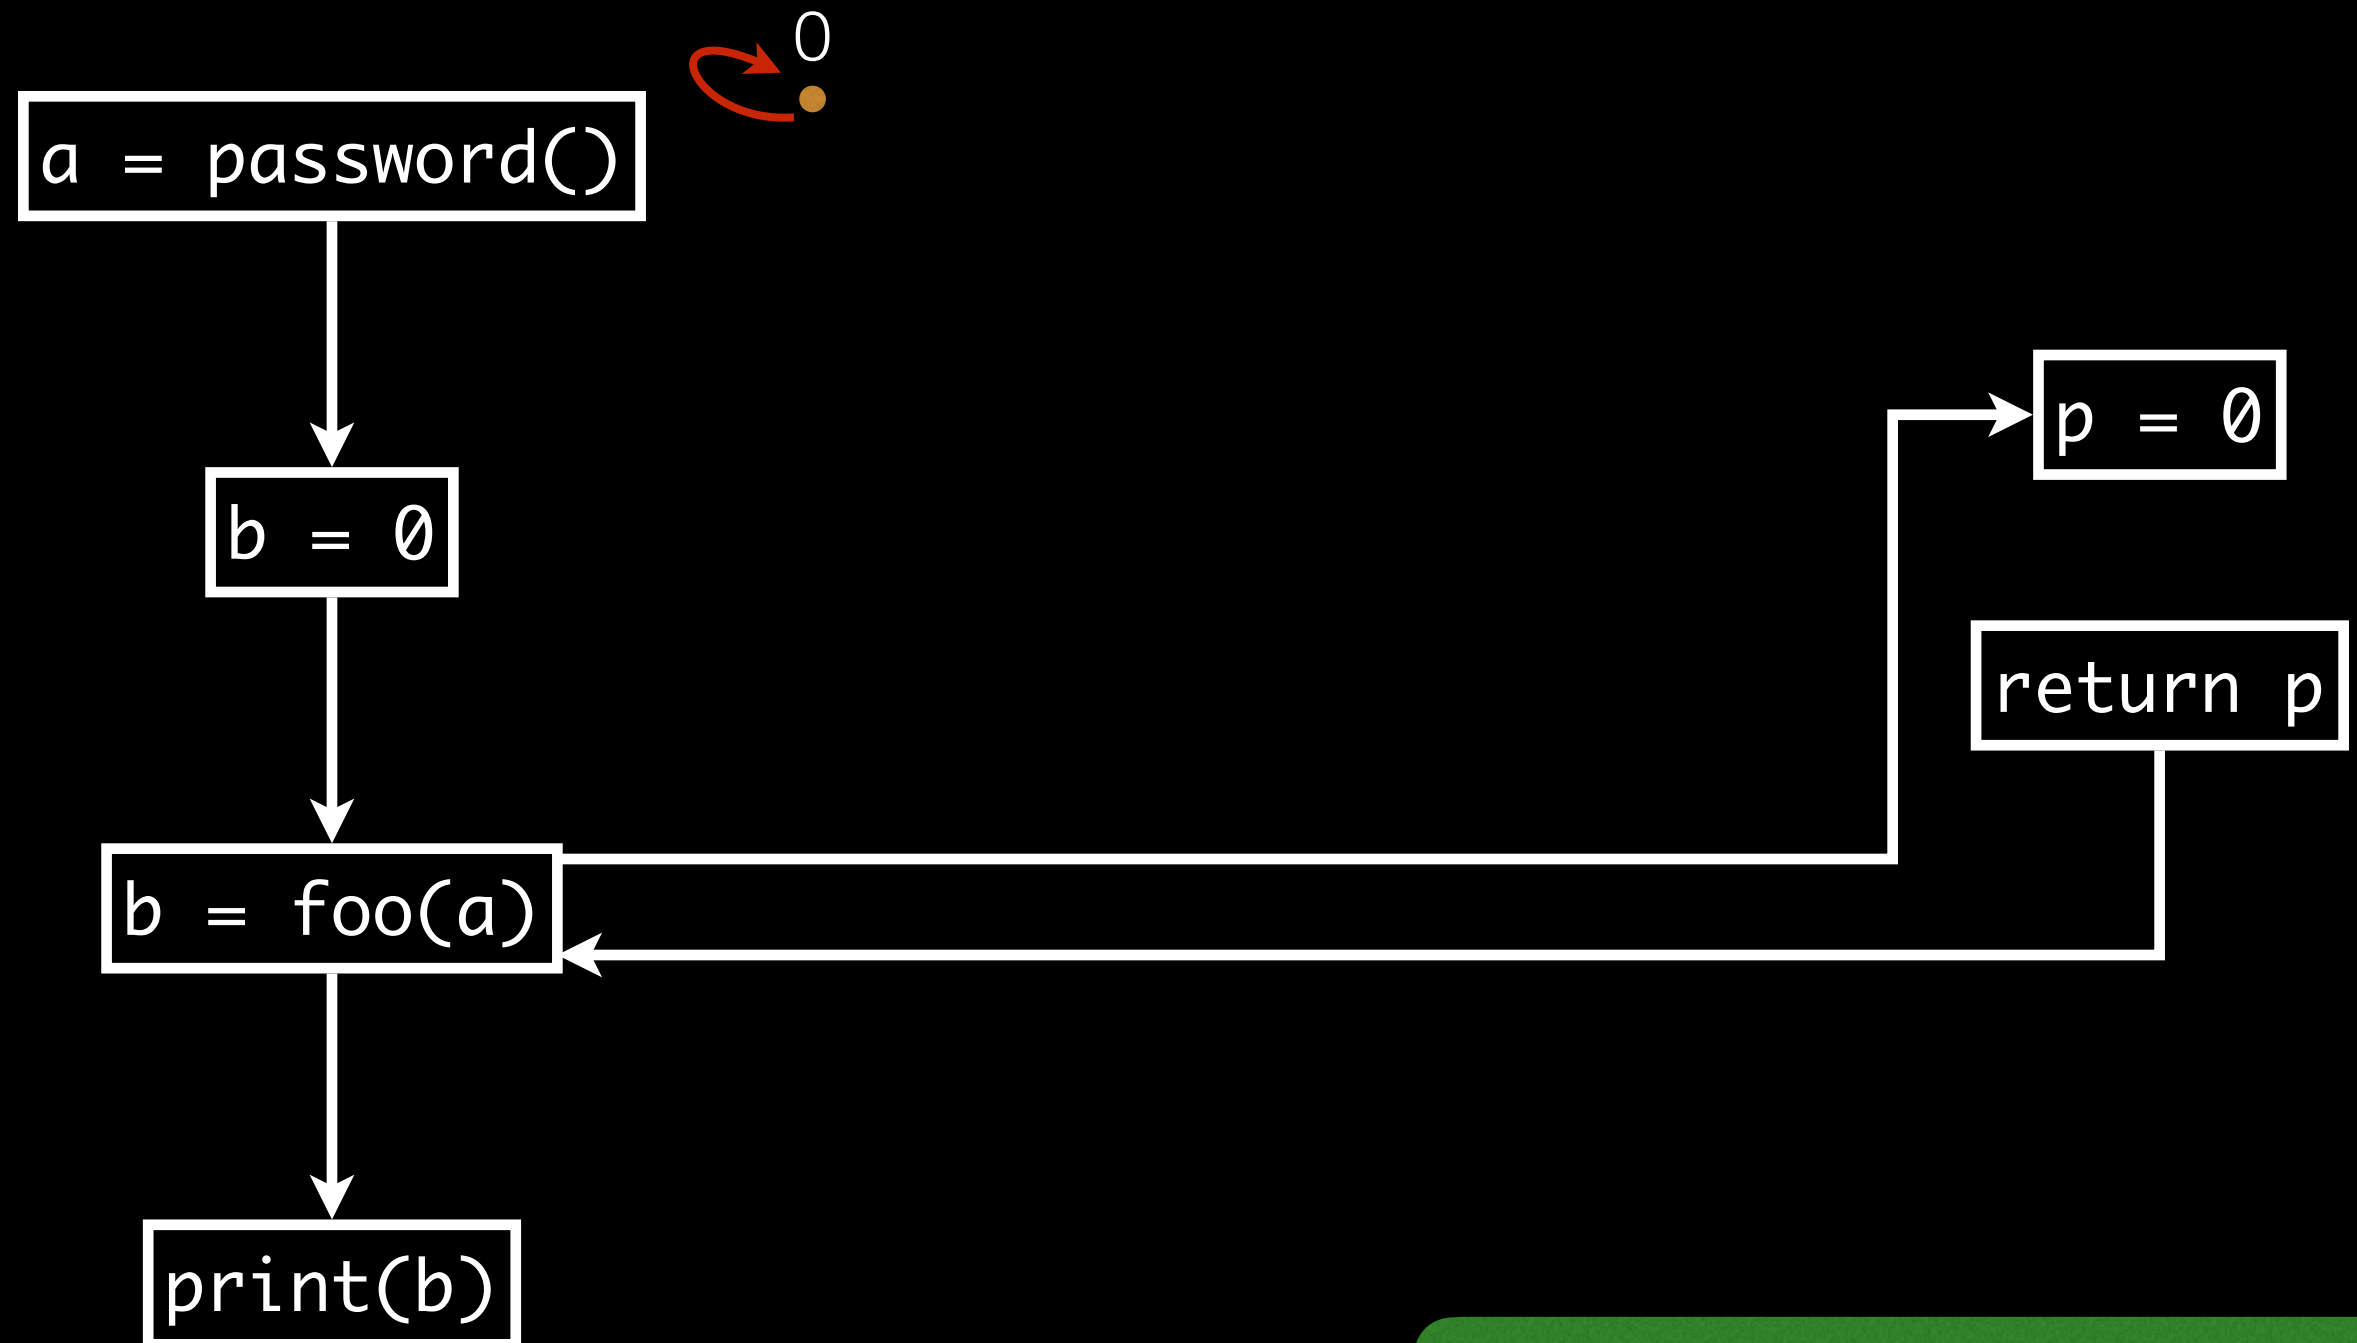 0
a = password()
p = 0
b = 0
return p
b = foo(a)
print(b)